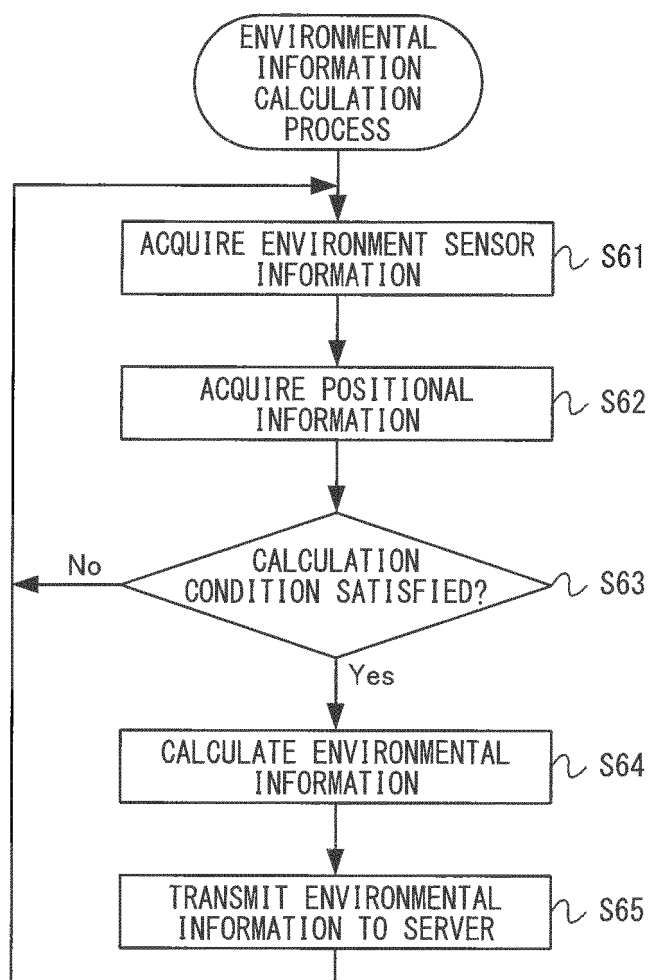 ENVIRONMENTAL
INFORMATION
CALCULATION
PROCESS
ACQUIRE ENVIRONMENT SENSOR
INFORMATION
S61
ACQUIRE POSITIONAL
INFORMATION
S62
CALCULATION
CONDITION SATISFIED?
S63
No
Yes
CALCULATE ENVIRONMENTAL
INFORMATION
S64
TRANSMIT ENVIRONMENTAL
INFORMATION TO SERVER
S65